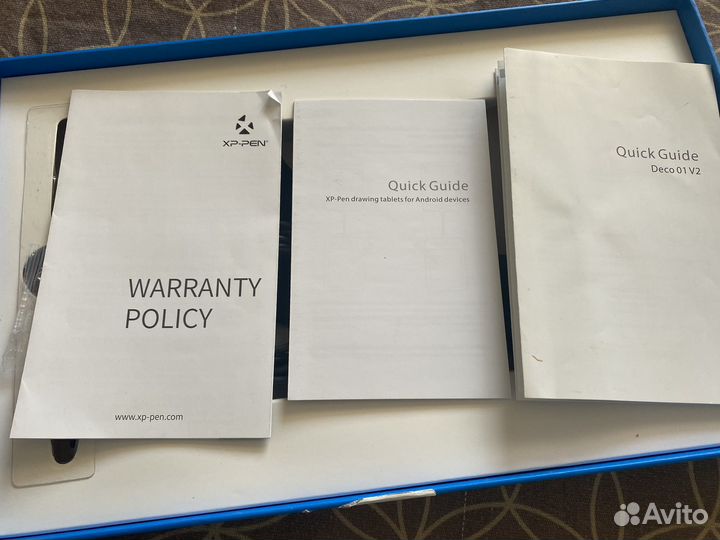 XP-PEN®
WARRANTY
POLICY
www.xp-pen.com
Quick Guide
XP-Pen drawing tablets for Android devices
Quick Guide
Deco 01 V2
Avito